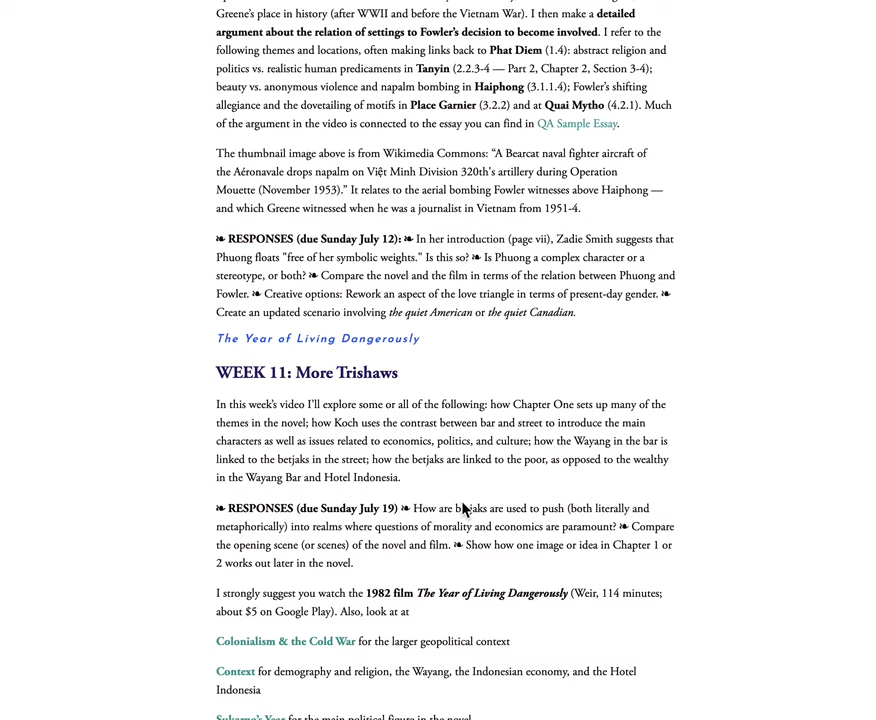 Greene's place in history (after WWII and before the Vietnam War). I then make a detailed
argument about the relation of settings to Fowler's decision to become involved. I refer to the
following themes and locations, often making links back to Phat Diem (1.4): abstract religion and
politics vs. realistic human predicaments in Tanyin (2.2.3-4 — Part 2, Chapter 2, Section 3-4);
beauty vs. anonymous violence and napalm bombing in Haiphong (3.1.1.4); Fowler's shifting
allegiance and the dovetailing of motifs in Place Garnier (3.2.2) and at Quai Mytho (4.2.1). Much
of the argument in the video is connected to the essay you can find in QA Sample Essay.
The thumbnail image above is from Wikimedia Commons: “A Bearcat naval fighter aircraft of
the Aéronavale drops napalm on Việt Minh Division 320th's artillery during Operation
Mouette (November 1953).” It relates to the aerial bombing Fowler witnesses above Haiphong —
and which Greene witnessed when he was a journalist in Vietnam from 1951-4.
❧ RESPONSES (due Sunday July 12): ❧ In her introduction (page vii), Zadie Smith suggests that
Phuong floats "free of her symbolic weights." Is this so? ❧ Is Phuong a complex character or a
stereotype, or both? ❧ Compare the novel and the film in terms of the relation between Phuong and
Fowler. ❧ Creative options: Rework an aspect of the love triangle in terms of present-day gender. ❧
Create an updated scenario involving the quiet American or the quiet Canadian.
The Year of Living Dangerously
WEEK 11: More Trishaws
In this week's video I'll explore some or all of the following: how Chapter One sets up many of the
themes in the novel; how Koch uses the contrast between bar and street to introduce the main
characters as well as issues related to economics, politics, and culture; how the Wayang in the bar is
linked to the betjaks in the street; how the betjaks are linked to the poor, as opposed to the wealthy
in the Wayang Bar and Hotel Indonesia.
❧ RESPONSES (due Sunday July 19) ❧ How are betjaks are used to push (both literally and
metaphorically) into realms where questions of morality and economics are paramount? ❧ Compare
the opening scene (or scenes) of the novel and film. ❧ Show how one image or idea in Chapter 1 or
2 works out later in the novel.
I strongly suggest you watch the 1982 film The Year of Living Dangerously (Weir, 114 minutes;
about $5 on Google Play). Also, look at at
Colonialism & the Cold War for the larger geopolitical context
Context for demography and religion, the Wayang, the Indonesian economy, and the Hotel
Indonesia
Sukarno's Year for the main political figure in the novel